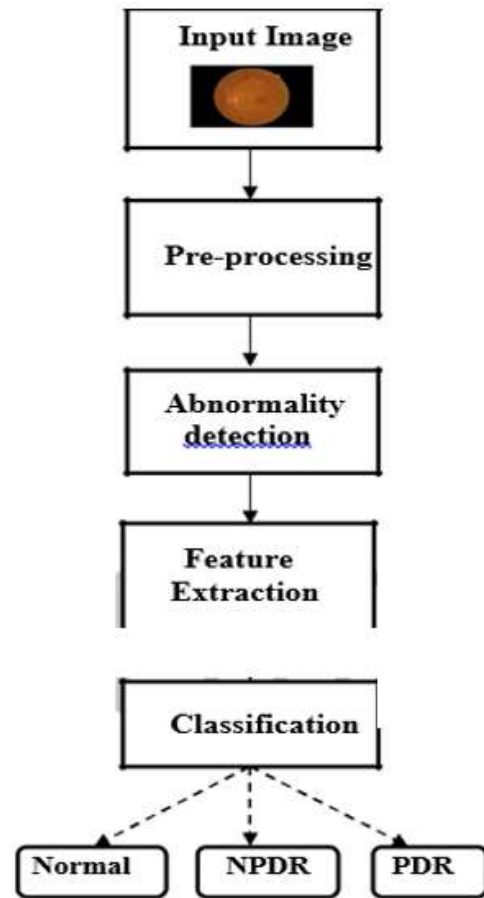 Input Image
Pre-processing
Abnormality
detection
Feature
Extraction
Classification
Normal
NPDR
PDR